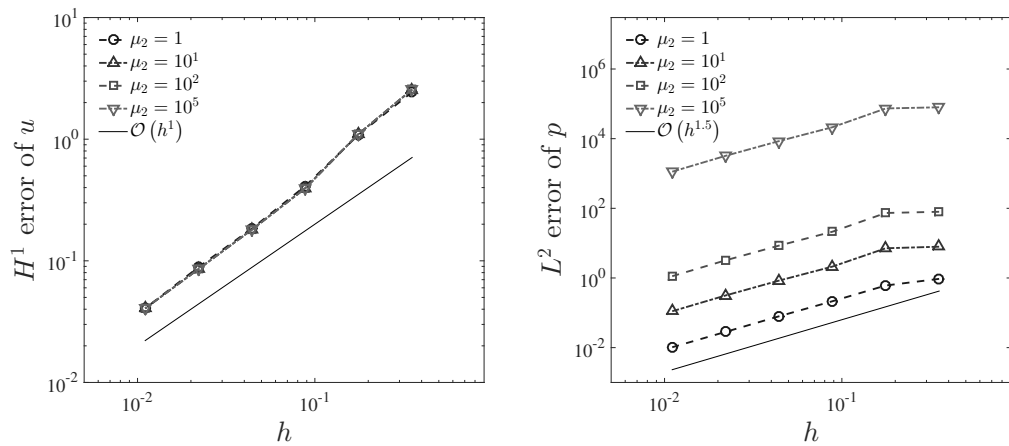 10^1
10^0
10^{-1}
10^{-2}
H^1 error of u
μ_2 = 1
μ_2 = 10^1
μ_2 = 10^2
μ_2 = 10^5
O(h^1)
10^{-2}
10^{-1}
h
10^6
10^4
10^2
10^0
10^{-2}
L^2 error of p
μ_2 = 1
μ_2 = 10^1
μ_2 = 10^2
μ_2 = 10^5
O(h^{1.5})
10^{-2}
10^{-1}
h